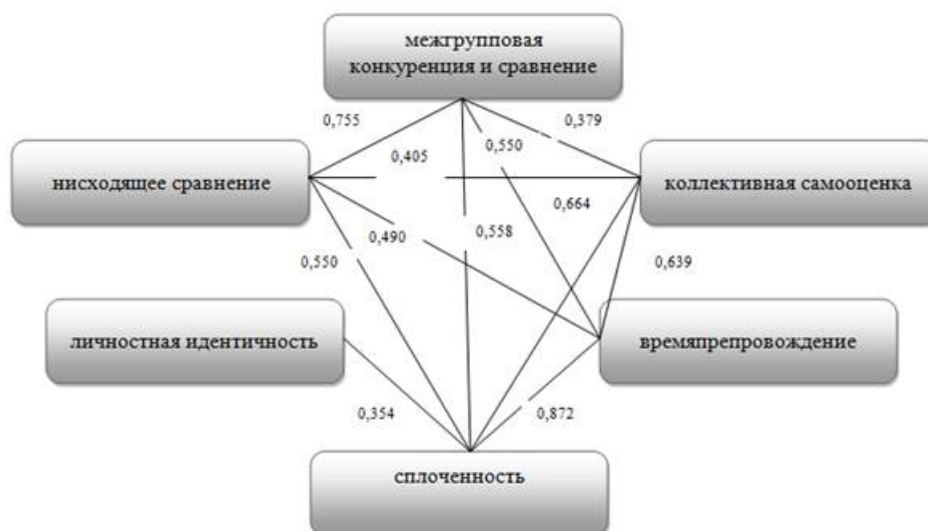 межгрупповая
конкуренция и сравнение
0,755
0,379
0,550
0,405
нисходящее сравнение
коллективная самооценка
0,664
0,490
0,558
0,550
0,639
личностная идентичность
времяпрепровождение
0,354
0,872
сплоченность